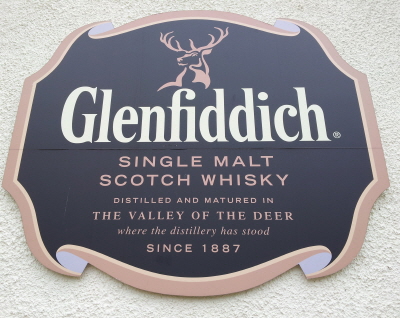 Glenfiddich®
SINGLE MALT
SCOTCH WHISKY
DISTILLED AND MATURED IN
THE VALLEY OF THE DEER
where the distillery has stood
SINCE 1887